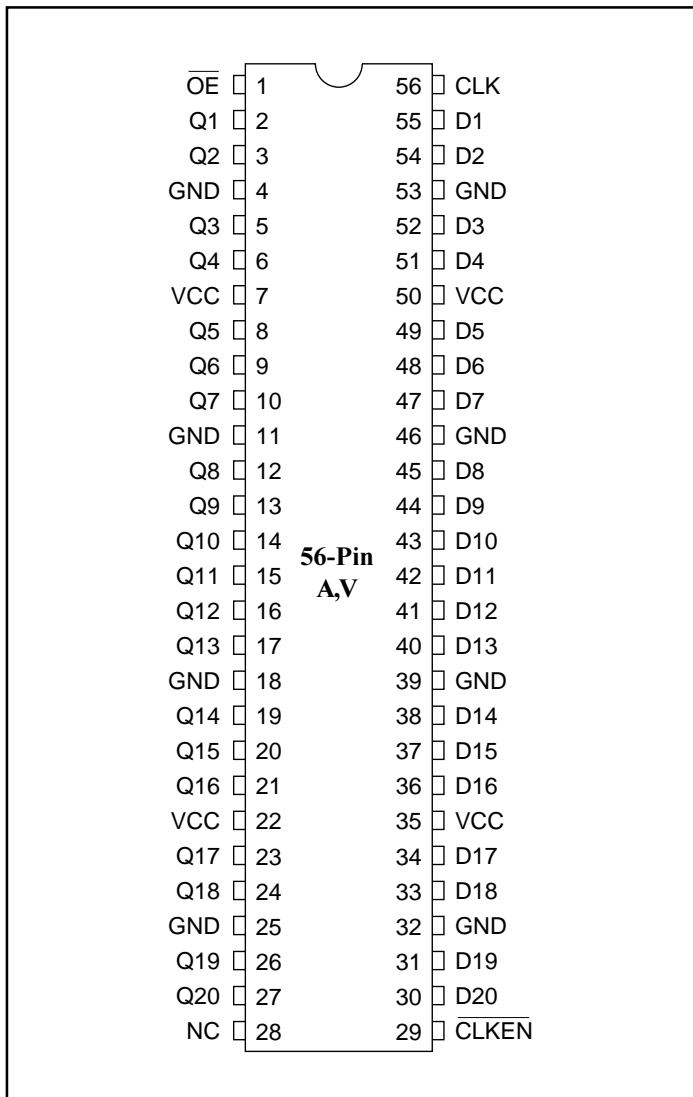 OE 1 56 CLK
Q1 2 55 D1
Q2 3 54 D2
GND 4 53 GND
Q3 5 52 D3
Q4 6 51 D4
VCC 7 50 VCC
Q5 8 49 D5
Q6 9 48 D6
Q7 10 47 D7
GND 11 46 GND
Q8 12 45 D8
Q9 13 44 D9
Q10 14 43 D10
56-Pin
Q11 15 42 D11
A,V
Q12 16 41 D12
Q13 17 40 D13
GND 18 39 GND
Q14 19 38 D14
Q15 20 37 D15
Q16 21 36 D16
VCC 22 35 VCC
Q17 23 34 D17
Q18 24 33 D18
GND 25 32 GND
Q19 26 31 D19
Q20 27 30 D20
NC 28 29 CLKEN